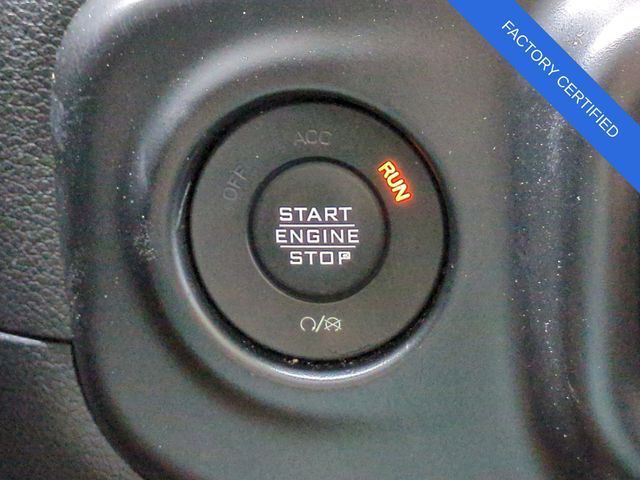 FACTORY CERTIFIED
ACC
OFF
RUN
START
ENGINE
STOP